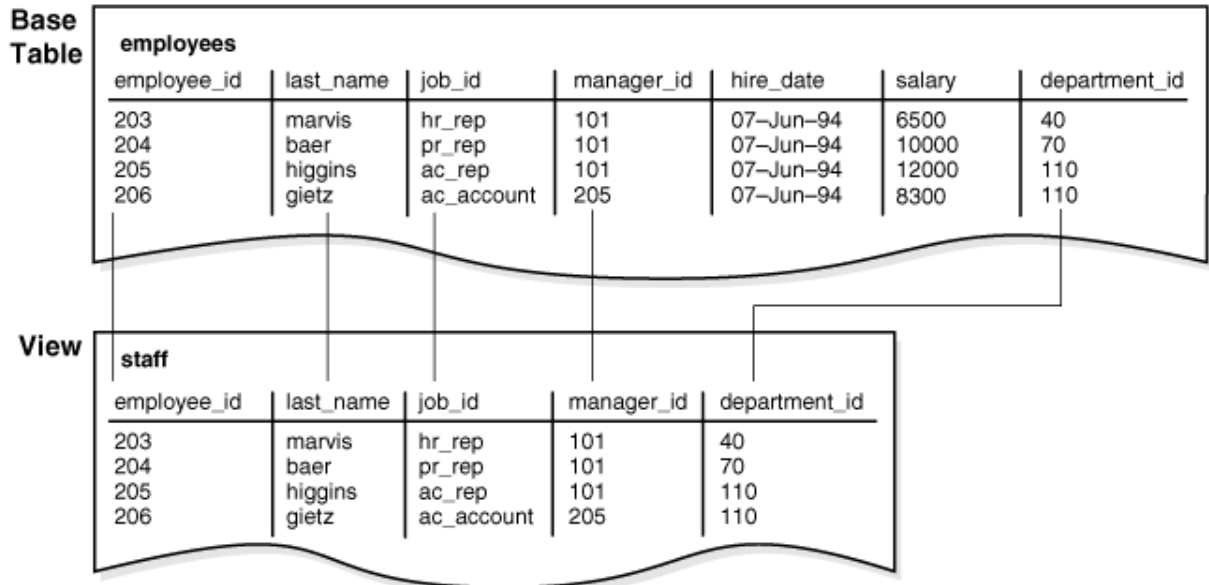 Base
Table
employees
employee_id last_name job_id manager_id hire_date salary department_id
203 marvis hr_rep 101 07–Jun–94 6500 40
204 baer pr_rep 101 07–Jun–94 10000 70
205 higgins ac_rep 101 07–Jun–94 12000 110
206 gietz ac_account 205 07–Jun–94 8300 110
View
staff
employee_id last_name job_id manager_id department_id
203 marvis hr_rep 101 40
204 baer pr_rep 101 70
205 higgins ac_rep 101 110
206 gietz ac_account 205 110